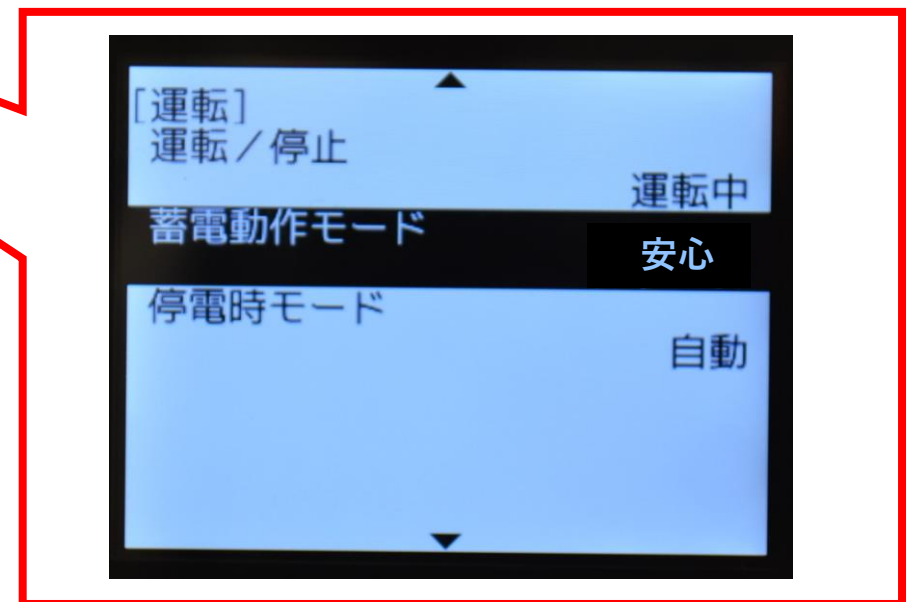 [運転]
運転／停止
運転中
蓄電動作モード
安心
停電時モード
自動